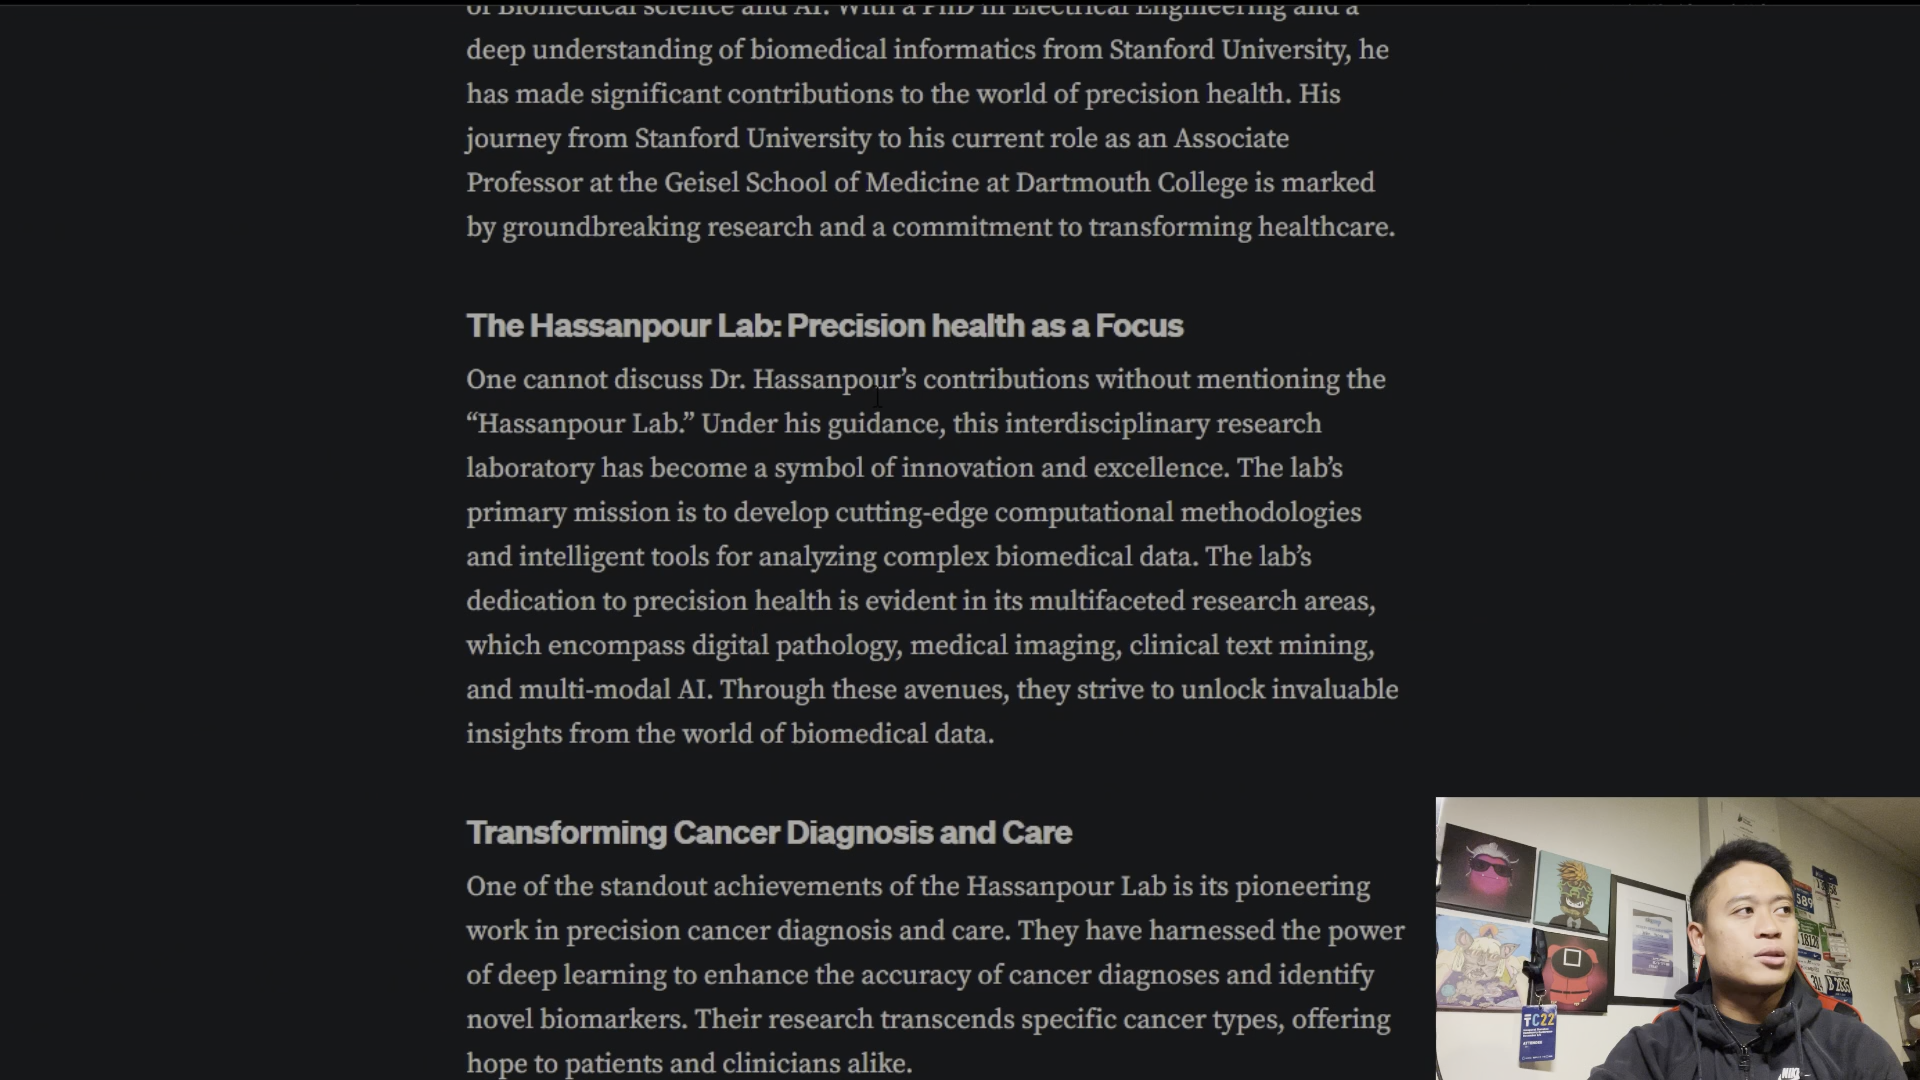 of Biomedical science and AI. With a PhD in Electrical Engineering and a
deep understanding of biomedical informatics from Stanford University, he
has made significant contributions to the world of precision health. His
journey from Stanford University to his current role as an Associate
Professor at the Geisel School of Medicine at Dartmouth College is marked
by groundbreaking research and a commitment to transforming healthcare.
The Hassanpour Lab: Precision health as a Focus
One cannot discuss Dr. Hassanpour’s contributions without mentioning the
“Hassanpour Lab.” Under his guidance, this interdisciplinary research
laboratory has become a symbol of innovation and excellence. The lab’s
primary mission is to develop cutting-edge computational methodologies
and intelligent tools for analyzing complex biomedical data. The lab’s
dedication to precision health is evident in its multifaceted research areas,
which encompass digital pathology, medical imaging, clinical text mining,
and multi-modal AI. Through these avenues, they strive to unlock invaluable
insights from the world of biomedical data.
Transforming Cancer Diagnosis and Care
One of the standout achievements of the Hassanpour Lab is its pioneering
work in precision cancer diagnosis and care. They have harnessed the power
of deep learning to enhance the accuracy of cancer diagnoses and identify
novel biomarkers. Their research transcends specific cancer types, offering
hope to patients and clinicians alike.
TC22
18128
NIKE